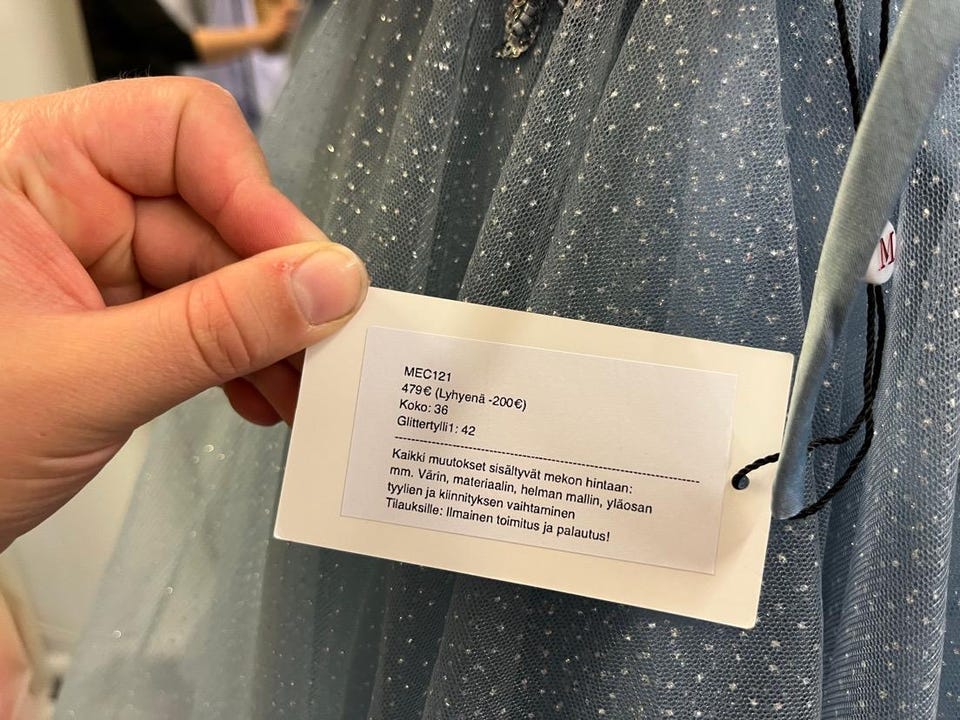 MEC121
479€ (Lyhyenä -200€)
Koko: 36
Glittertylli1: 42
Kaikki muutokset sisältyvät mekon hintaan:
mm. Värin, materiaalin, helman mallin, yläosan
tyylien ja kiinnityksen vaihtaminen
Tilauksille: Ilmainen toimitus ja palautus!
M